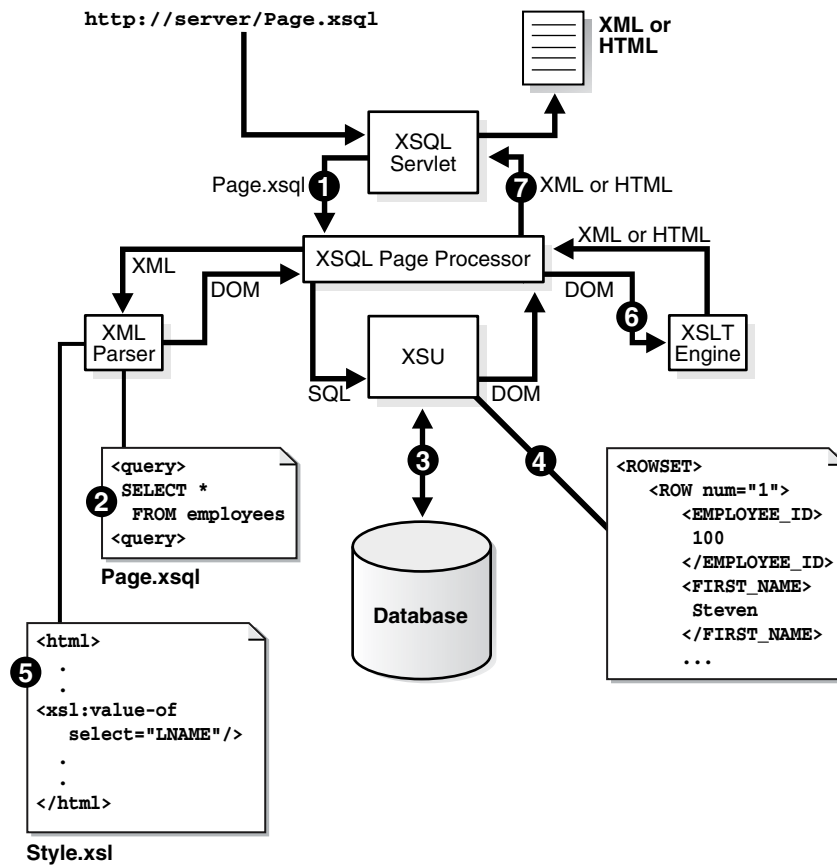 http://server/Page.xsql
XML or
HTML
XSQL
Servlet
Page.xsql
1
7
XML or HTML
XSQL Page Processor
XML or HTML
XML
DOM
DOM
6
XML
Parser
XSU
XSLT
Engine
SQL
DOM
3
4
2
<query>
SELECT *
FROM employees
<query>
Page.xsql
Database
<ROWSET>
<ROW num="1">
<EMPLOYEE_ID>
100
</EMPLOYEE_ID>
<FIRST_NAME>
Steven
</FIRST_NAME>
...
5
<html>
.
.
<xsl:value-of
select="LNAME"/>
.
.
</html>
Style.xsl